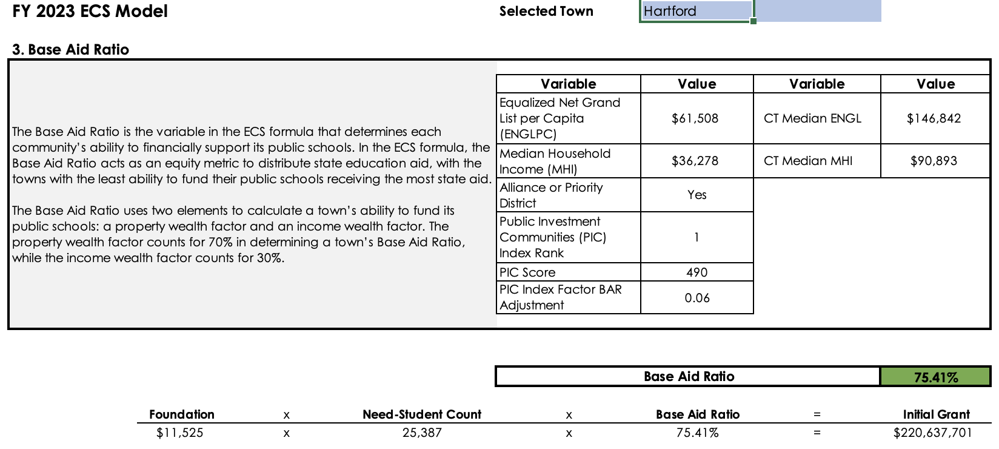 FY 2023 ECS Model
Selected Town Hartford
3. Base Aid Ratio
The Base Aid Ratio is the variable in the ECS formula that determines each
community's ability to financially support its public schools. In the ECS formula, the
Base Aid Ratio acts as an equity metric to distribute state education aid, with the
towns with the least ability to fund their public schools receiving the most state aid.
The Base Aid Ratio uses two elements to calculate a town's ability to fund its
public schools: a property wealth factor and an income wealth factor. The
property wealth factor counts for 70% in determining a town's Base Aid Ratio,
while the income wealth factor counts for 30%.
Variable Value Variable Value
Equalized Net Grand
List per Capita
(ENGLPC)
$61,508 CT Median ENGL $146,842
Median Household
Income (MHI)
$36,278 CT Median MHI $90,893
Alliance or Priority
District
Yes
Public Investment
Communities (PIC)
Index Rank
1
PIC Score 490
PIC Index Factor BAR
Adjustment
0.06
Base Aid Ratio 75.41%
Foundation x Need-Student Count x Base Aid Ratio = Initial Grant
$11,525 x 25,387 x 75.41% = $220,637,701